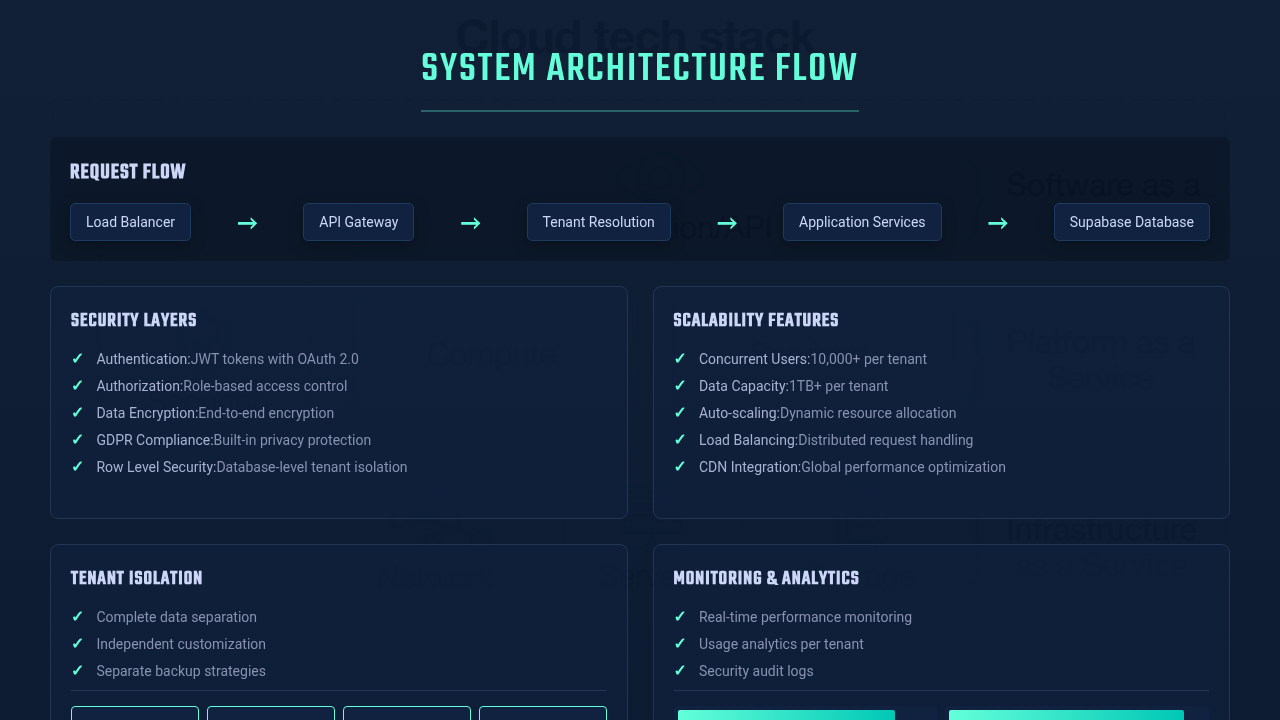 Cloud tech stack
SYSTEM ARCHITECTURE FLOW
REQUEST FLOW
Software as a
Load Balancer → API Gateway → Tenant Resolution → Application Services → Supabase Database
SECURITY LAYERS
✓ Authentication:JWT tokens with OAuth 2.0
✓ Authorization:Role-based access control
✓ Data Encryption:End-to-end encryption
✓ GDPR Compliance:Built-in privacy protection
✓ Row Level Security:Database-level tenant isolation
SCALABILITY FEATURES
✓ Concurrent Users:10,000+ per tenant
✓ Data Capacity:1TB+ per tenant
✓ Auto-scaling:Dynamic resource allocation
✓ Load Balancing:Distributed request handling
✓ CDN Integration:Global performance optimization
Compute
Platform as a
Service
Infrastructure
TENANT ISOLATION
✓ Complete data separation
✓ Independent customization
✓ Separate backup strategies
MONITORING & ANALYTICS
✓ Real-time performance monitoring
✓ Usage analytics per tenant
✓ Security audit logs